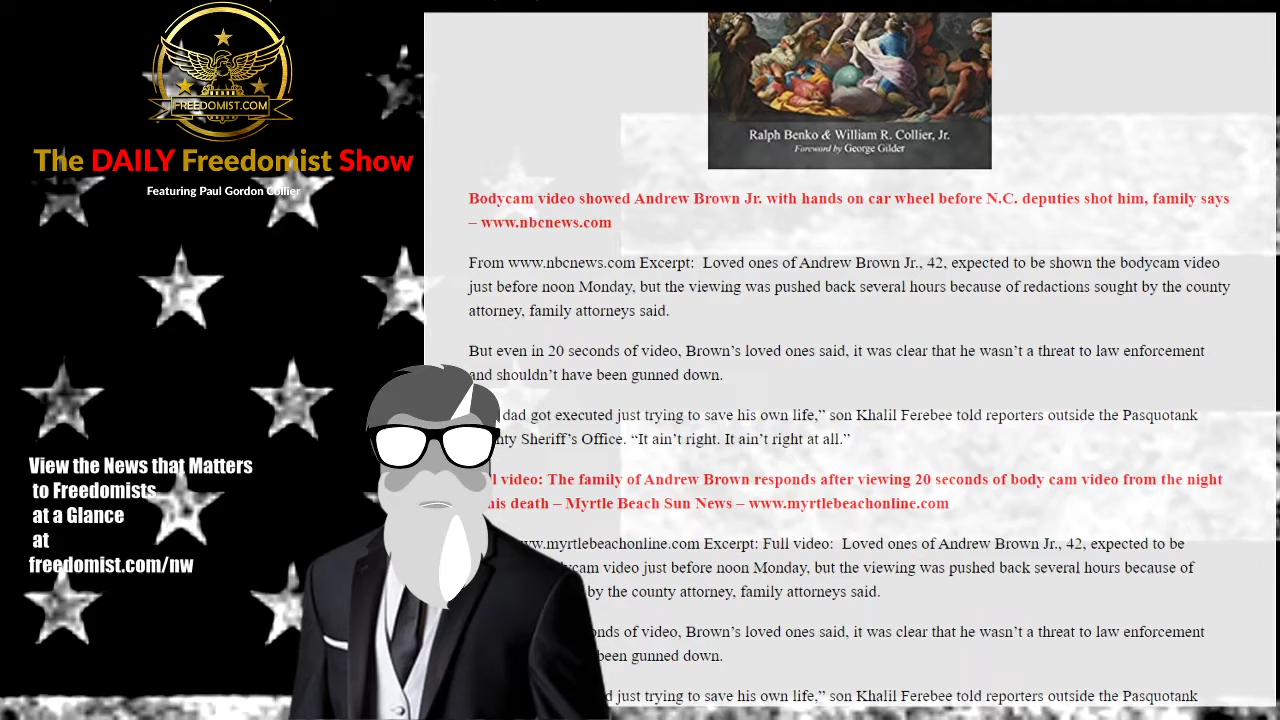 FREEDOMIST.COM
The DAILY Freedomist Show
Featuring Paul Gordon Collier
View the News that Matters
to Freedomists
at a Glance
at
freedomist.com/nw
Ralph Benko & William R. Collier, Jr.
Foreword by George Gilder
Bodycam video showed Andrew Brown Jr. with hands on car wheel before N.C. deputies shot him, family says
– www.nbcnews.com
From www.nbcnews.com Excerpt:  Loved ones of Andrew Brown Jr., 42, expected to be shown the bodycam video
just before noon Monday, but the viewing was pushed back several hours because of redactions sought by the county
attorney, family attorneys said.
But even in 20 seconds of video, Brown’s loved ones said, it was clear that he wasn’t a threat to law enforcement
and shouldn’t have been gunned down.
dad got executed just trying to save his own life,” son Khalil Ferebee told reporters outside the Pasquotank
Sheriff’s Office. “It ain’t right. It ain’t right at all.”
video: The family of Andrew Brown responds after viewing 20 seconds of body cam video from the night
his death – Myrtle Beach Sun News – www.myrtlebeachonline.com
www.myrtlebeachonline.com Excerpt: Full video:  Loved ones of Andrew Brown Jr., 42, expected to be
video just before noon Monday, but the viewing was pushed back several hours because of
by the county attorney, family attorneys said.
of video, Brown’s loved ones said, it was clear that he wasn’t a threat to law enforcement
been gunned down.
just trying to save his own life,” son Khalil Ferebee told reporters outside the Pasquotank